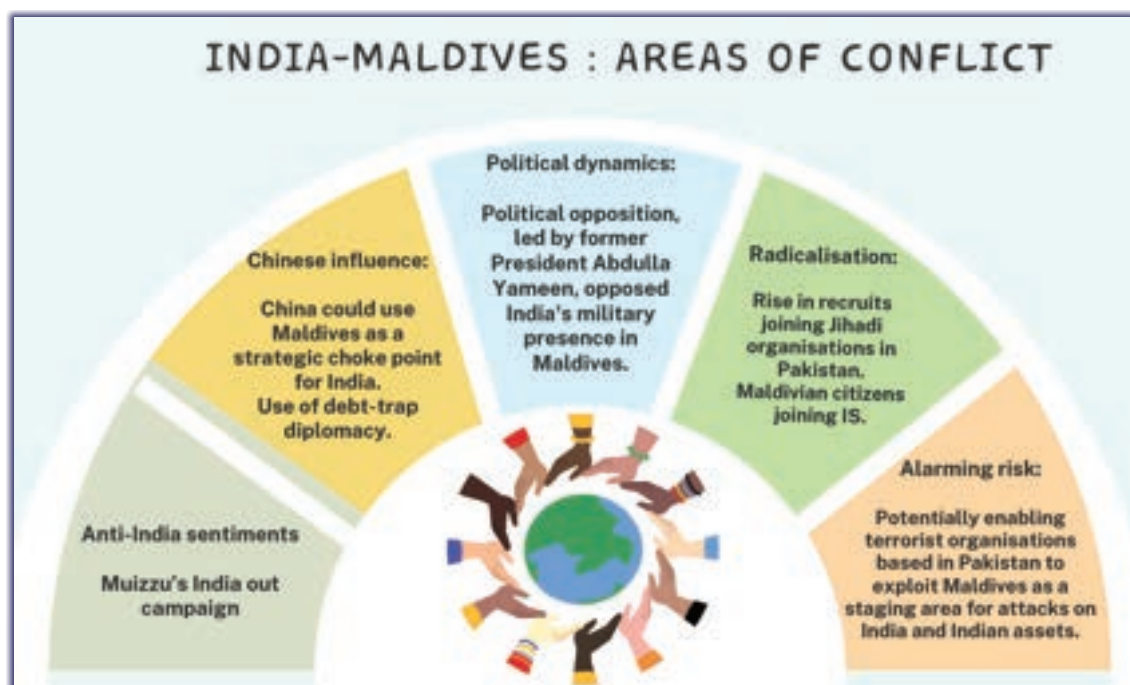 INDIA-MALDIVES : AREAS OF CONFLICT
Anti-India sentiments
Muizzu's India out
campaign
Chinese influence:
China could use
Maldives as a
strategic choke point
for India.
Use of debt-trap
diplomacy.
Political dynamics:
Political opposition,
led by former
President Abdulla
Yameen, opposed
India's military
presence in
Maldives.
Radicalisation:
Rise in recruits
joining Jihadi
organisations in
Pakistan.
Maldivian citizens
joining IS.
Alarming risk:
Potentially enabling
terrorist organisations
based in Pakistan to
exploit Maldives as a
staging area for attacks on
India and Indian assets.